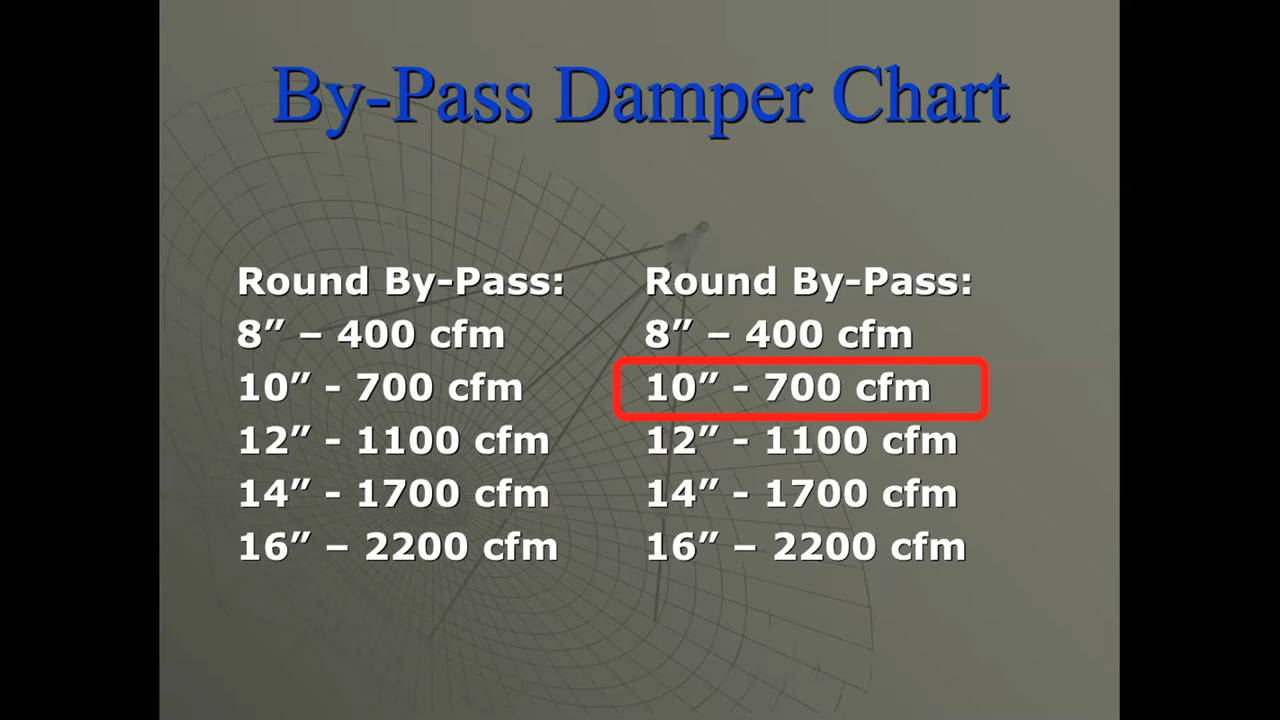 By-Pass Damper Chart
Round By-Pass:
8” – 400 cfm
10” - 700 cfm
12” - 1100 cfm
14” - 1700 cfm
16” – 2200 cfm
Round By-Pass:
8” – 400 cfm
10” - 700 cfm
12” - 1100 cfm
14” - 1700 cfm
16” – 2200 cfm